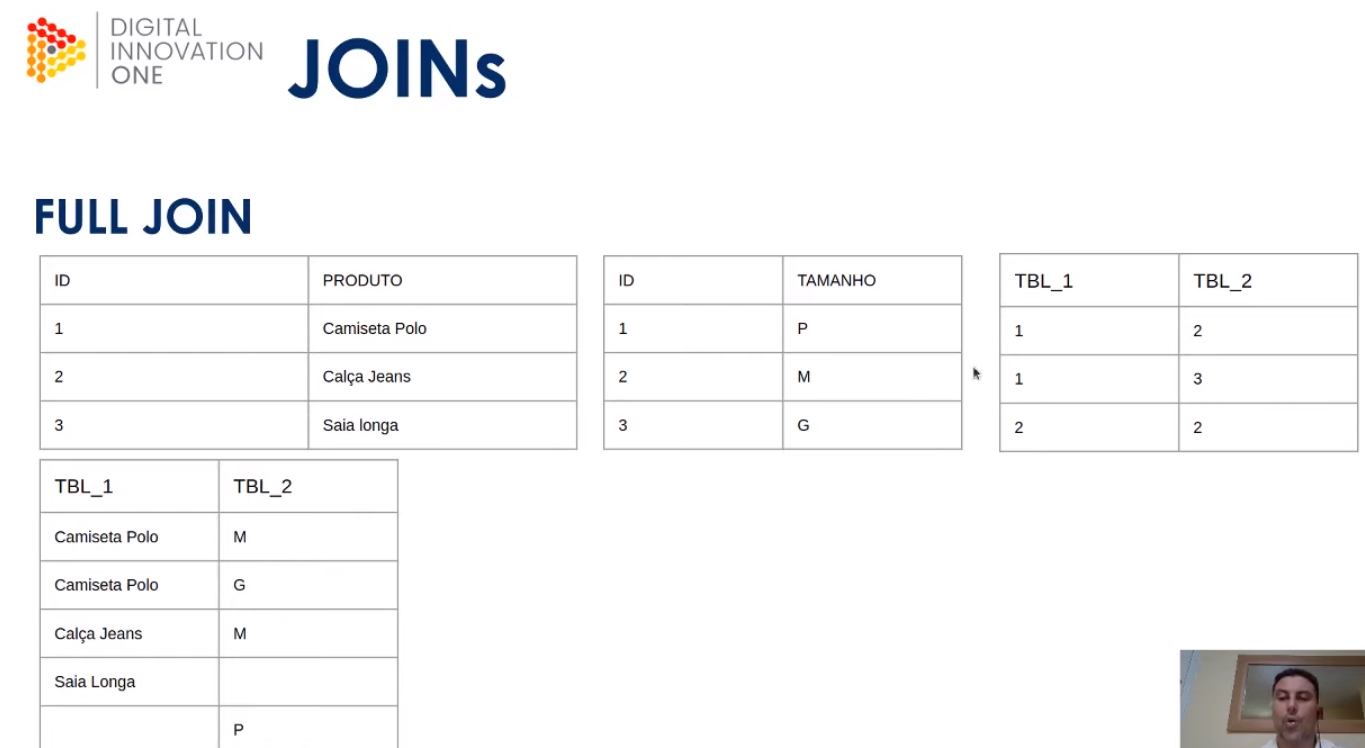 DIGITAL
INNOVATION
ONE
JOINs
FULL JOIN
ID PRODUTO
1 Camiseta Polo
2 Calça Jeans
3 Saia longa
ID TAMANHO
1 P
2 M
3 G
TBL_1 TBL_2
1 2
1 3
2 2
TBL_1 TBL_2
Camiseta Polo M
Camiseta Polo G
Calça Jeans M
Saia Longa
P